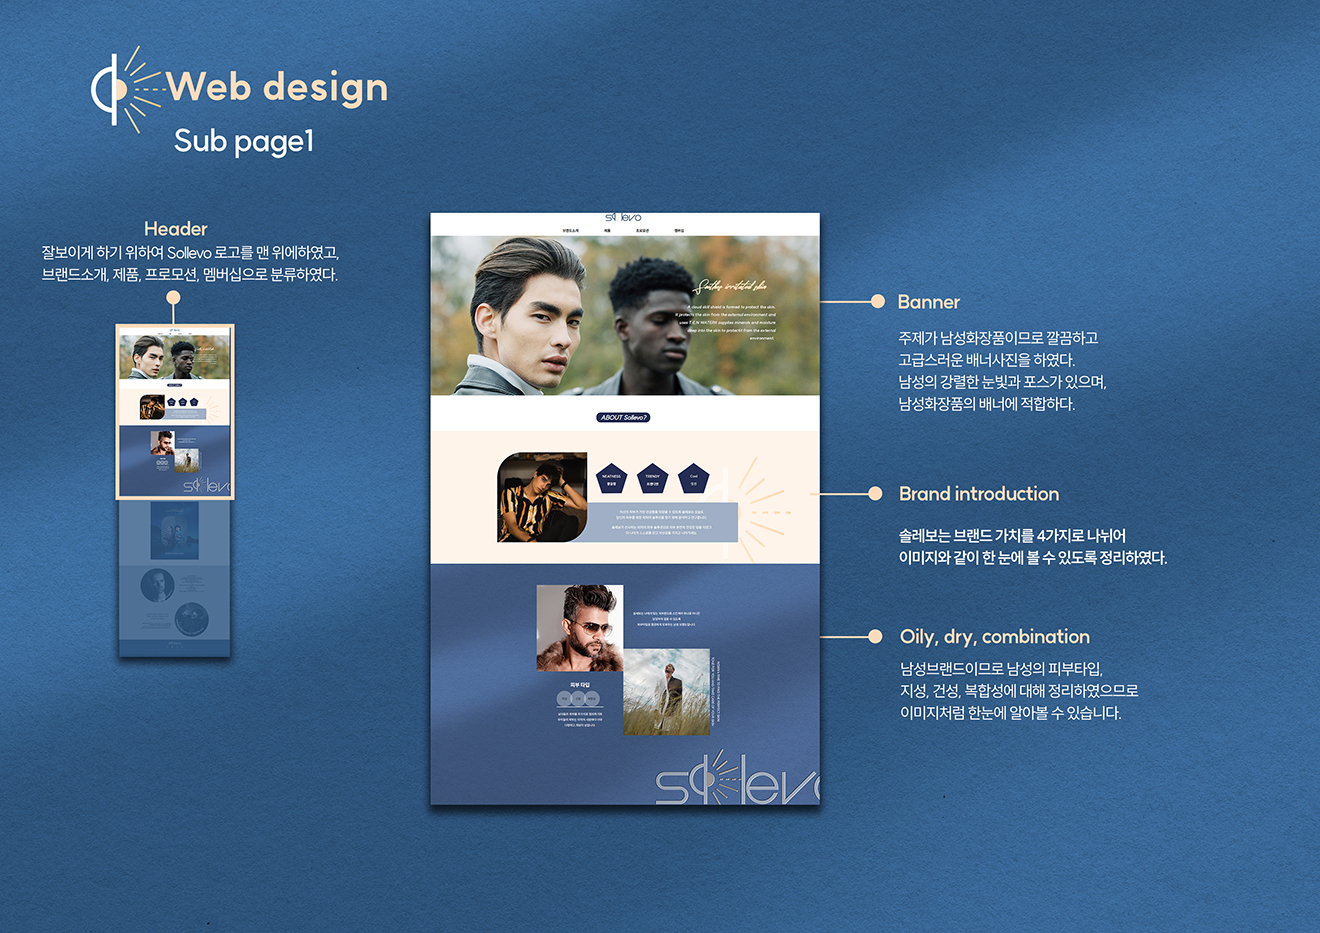 Web design
Sub page1
Header
잘보이게 하기 위하여 Sollevo 로고를 맨 위에하였고,
브랜드소개, 제품, 프로모션, 멤버십으로 분류하였다.
sollevo
브랜드소개 제품 프로모션 멤버십
Soothes irritated skin
A cloud skill shield is formed to protect the skin.
It protects the skin from the external environment and
deep into the skin to protectit from the external
environment.
ABOUT Sollevo?
NEATNESS
TRENDY
Cool
피부 타입
sollevo
Banner
주제가 남성화장품이므로 깔끔하고
고급스러운 배너사진을 하였다.
남성의 강렬한 눈빛과 포스가 있으며,
남성화장품의 배너에 적합하다.
Brand introduction
솔레보는 브랜드 가치를 4가지로 나뉘어
이미지와 같이 한 눈에 볼 수 있도록 정리하였다.
Oily, dry, combination
남성브랜드이므로 남성의 피부타입,
지성, 건성, 복합성에 대해 정리하였으므로
이미지처럼 한눈에 알아볼 수 있습니다.